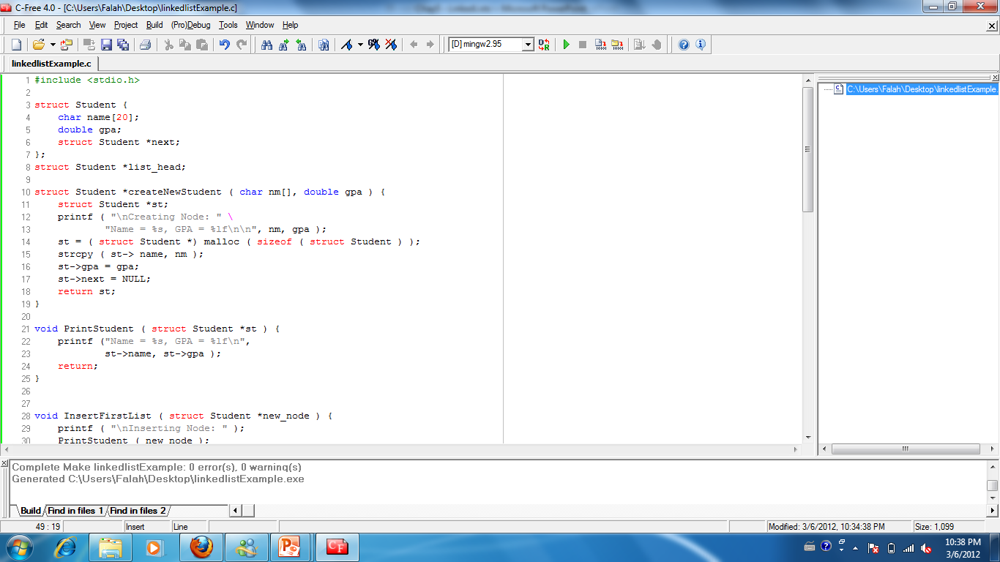 C-Free 4.0 - [C:\Users\Falah\Desktop\linkedlistExample.c]
File Edit Search View Project Build (Pro)Debug Tools Window Help
[D] mingw2.95
linkedlistExample.c
1 #include <stdio.h>
2
3 struct Student {
4 char name[20];
5 double gpa;
6 struct Student *next;
7 };
8 struct Student *list_head;
9
10 struct Student *createNewStudent ( char nm[], double gpa ) {
11 struct Student *st;
12 printf ( "\nCreating Node: " \
13 "Name = %s, GPA = %lf\n\n", nm, gpa );
14 st = ( struct Student *) malloc ( sizeof ( struct Student ) );
15 strcpy ( st-> name, nm );
16 st->gpa = gpa;
17 st->next = NULL;
18 return st;
19 }
20
21 void PrintStudent ( struct Student *st ) {
22 printf ("Name = %s, GPA = %lf\n",
23 st->name, st->gpa );
24 return;
25 }
26
27
28 void InsertFirstList ( struct Student *new_node ) {
29 printf ( "\nInserting Node: " );
30 PrintStudent ( new_node );
C:\Users\Falah\Desktop\linkedlistExample.
Complete Make linkedlistExample: 0 error(s), 0 warning(s)
Generated C:\Users\Falah\Desktop\linkedlistExample.exe
Build Find in files 1 Find in files 2
49 : 19 Insert Line Modified: 3/6/2012, 10:34:38 PM Size: 1,099
10:38 PM
3/6/2012